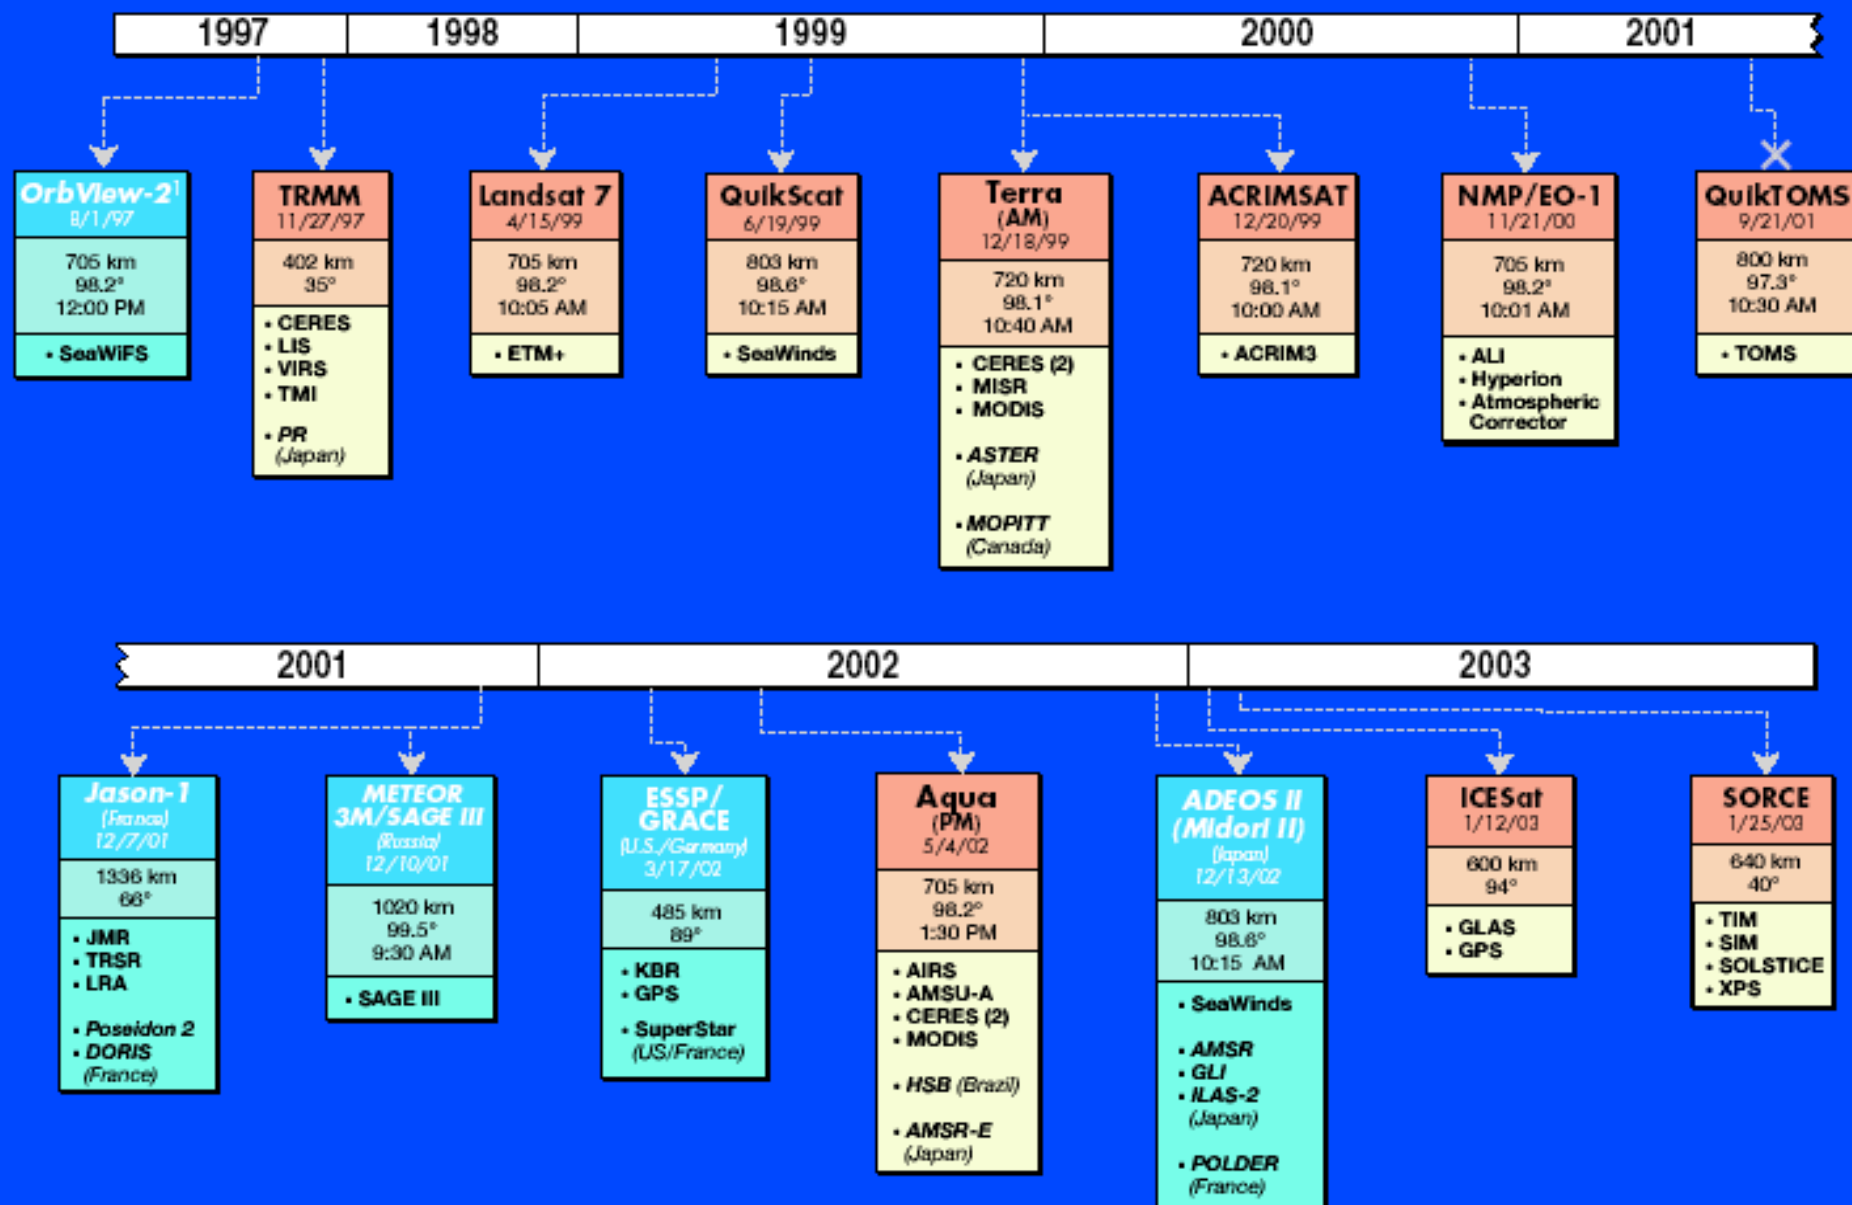 1997 1998 1999 2000 2001
OrbView-2¹
8/1/97
705 km
98.2°
12:00 PM
• SeaWiFS
TRMM
11/27/97
402 km
35°
• CERES
• LIS
• VIRS
• TMI
• PR
(Japan)
Landsat 7
4/15/99
705 km
98.2°
10:05 AM
• ETM+
QuikScat
6/19/99
803 km
98.6°
10:15 AM
• SeaWinds
Terra
(AM)
12/18/99
720 km
98.1°
10:40 AM
• CERES (2)
• MISR
• MODIS
• ASTER
(Japan)
• MOPITT
(Canada)
ACRIMSAT
12/20/99
720 km
98.1°
10:00 AM
• ACRIM3
NMP/EO-1
11/21/00
705 km
98.2°
10:01 AM
• ALI
• Hyperion
• Atmospheric
Corrector
QuikTOMS
9/21/01
800 km
97.3°
10:30 AM
• TOMS
2001 2002 2003
Jason-1
(France)
12/7/01
1336 km
66°
• JMR
• TRSR
• LRA
• Poseidon 2
• DORIS
(France)
METEOR
3M/SAGE III
(Russia)
12/10/01
1020 km
99.5°
9:30 AM
• SAGE III
ESSP/
GRACE
(U.S./Germany)
3/17/02
485 km
89°
• KBR
• GPS
• SuperStar
(US/France)
Aqua
(PM)
5/4/02
705 km
98.2°
1:30 PM
• AIRS
• AMSU-A
• CERES (2)
• MODIS
• HSB (Brazil)
• AMSR-E
(Japan)
ADEOS II
(Midori II)
(Japan)
12/13/02
803 km
98.6°
10:15 AM
• SeaWinds
• AMSR
• GLI
• ILAS-2
(Japan)
• POLDER
(France)
ICESat
1/12/03
600 km
94°
• GLAS
• GPS
SORCE
1/25/03
640 km
40°
• TIM
• SIM
• SOLSTICE
• XPS